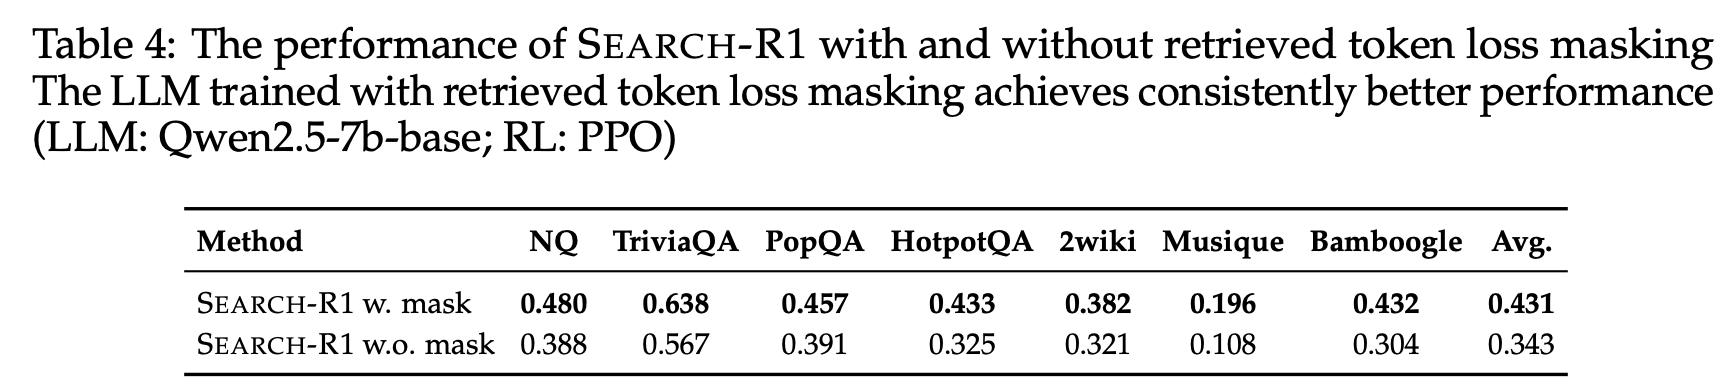 Table 4: The performance of SEARCH-R1 with and without retrieved token loss masking
The LLM trained with retrieved token loss masking achieves consistently better performance
(LLM: Qwen2.5-7b-base; RL: PPO)
Method NQ TriviaQA PopQA HotpotQA 2wiki Musique Bamboogle Avg.
SEARCH-R1 w. mask 0.480 0.638 0.457 0.433 0.382 0.196 0.432 0.431
SEARCH-R1 w.o. mask 0.388 0.567 0.391 0.325 0.321 0.108 0.304 0.343